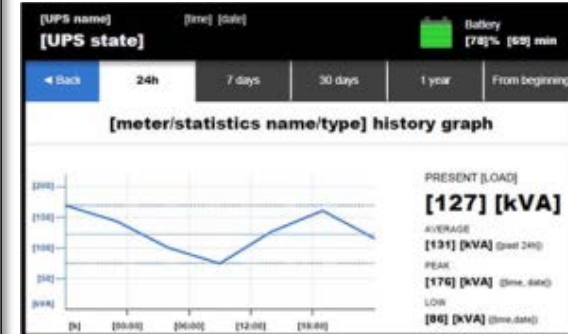 [UPS name] [time] [date]
[UPS state]
Battery
[78]% [69] min
◄ Back 24h 7 days 30 days 1 year From beginning
[meter/statistics name/type] history graph
PRESENT [LOAD]
[127] [kVA]
AVERAGE
[131] [kVA] ([past 24h])
PEAK
[176] [kVA] ([time, date])
LOW
[86] [kVA] ([time,date])
[200]
[150]
[100]
[50]
[kVA]
[h] [00:00] [06:00] [12:00] [18:00]